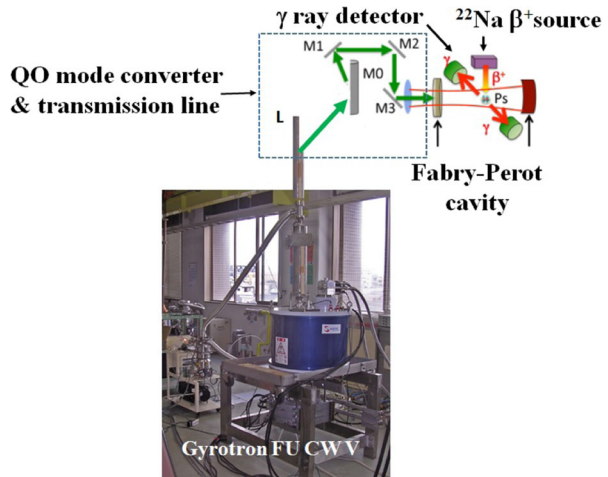 γ ray detector
²²Na β⁺source
QO mode converter
& transmission line
M1
M2
M0
M3
L
γ
β⁺
Ps
γ
Fabry-Perot
cavity
Gyrotron FU CW V